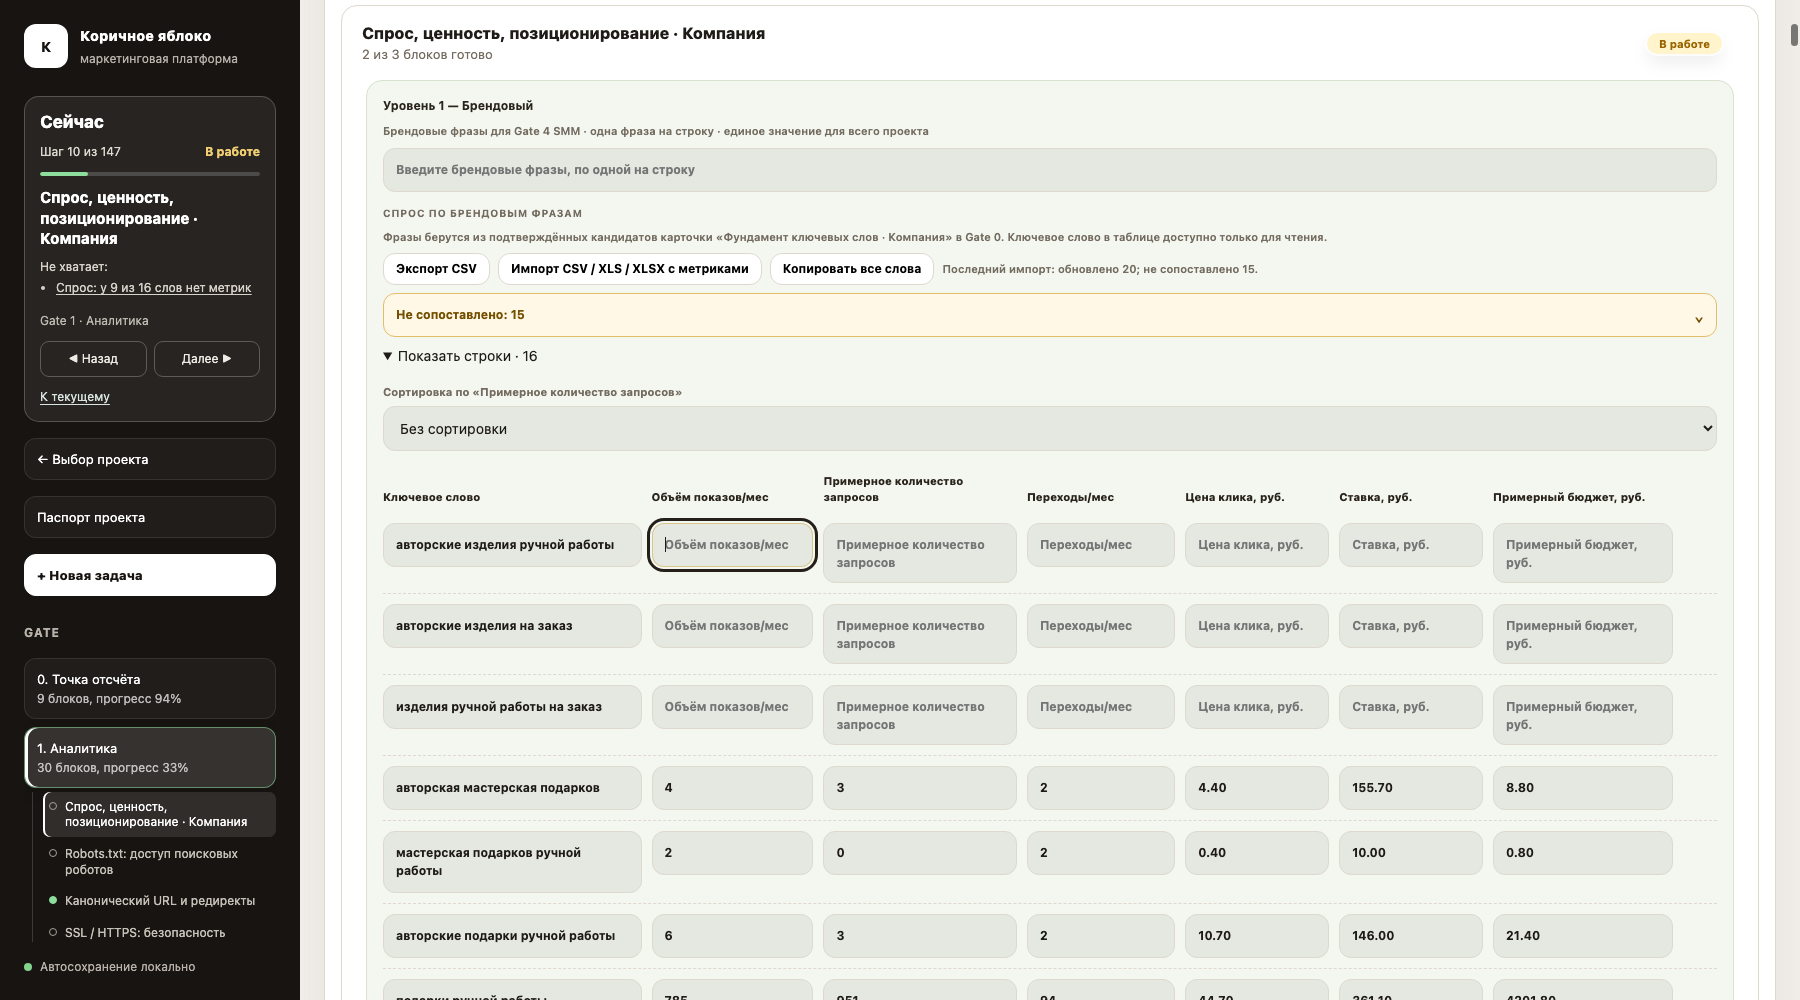 К
Коричное яблоко
маркетинговая платформа
Сейчас
Шаг 10 из 147
В работе
Спрос, ценность,
позиционирование ·
Компания
Не хватает:
• Спрос: у 9 из 16 слов нет метрик
Gate 1 · Аналитика
◀ Назад
Далее ▶
К текущему
← Выбор проекта
Паспорт проекта
+ Новая задача
GATE
0. Точка отсчёта
9 блоков, прогресс 94%
1. Аналитика
30 блоков, прогресс 33%
Спрос, ценность,
позиционирование · Компания
Robots.txt: доступ поисковых
роботов
Канонический URL и редиректы
SSL / HTTPS: безопасность
Автосохранение локально
Спрос, ценность, позиционирование · Компания
2 из 3 блоков готово
В работе
Уровень 1 — Брендовый
Брендовые фразы для Gate 4 SMM · одна фраза на строку · единое значение для всего проекта
Введите брендовые фразы, по одной на строку
СПРОС ПО БРЕНДОВЫМ ФРАЗАМ
Фразы берутся из подтверждённых кандидатов карточки «Фундамент ключевых слов · Компания» в Gate 0. Ключевое слово в таблице доступно только для чтения.
Экспорт CSV
Импорт CSV / XLS / XLSX с метриками
Копировать все слова
Последний импорт: обновлено 20; не сопоставлено 15.
Не сопоставлено: 15
▼ Показать строки · 16
Сортировка по «Примерное количество запросов»
Без сортировки
Ключевое слово
Объём показов/мес
Примерное количество
запросов
Переходы/мес
Цена клика, руб.
Ставка, руб.
Примерный бюджет, руб.
авторские изделия ручной работы
Объём показов/мес
Примерное количество
запросов
Переходы/мес
Цена клика, руб.
Ставка, руб.
Примерный бюджет,
руб.
авторские изделия на заказ
Объём показов/мес
Примерное количество
запросов
Переходы/мес
Цена клика, руб.
Ставка, руб.
Примерный бюджет,
руб.
изделия ручной работы на заказ
Объём показов/мес
Примерное количество
запросов
Переходы/мес
Цена клика, руб.
Ставка, руб.
Примерный бюджет,
руб.
авторская мастерская подарков
4
3
2
4.40
155.70
8.80
мастерская подарков ручной
работы
2
0
2
0.40
10.00
0.80
авторские подарки ручной работы
6
3
2
10.70
146.00
21.40
подарки ручной работы
785
951
94
44.70
361.10
4201.80